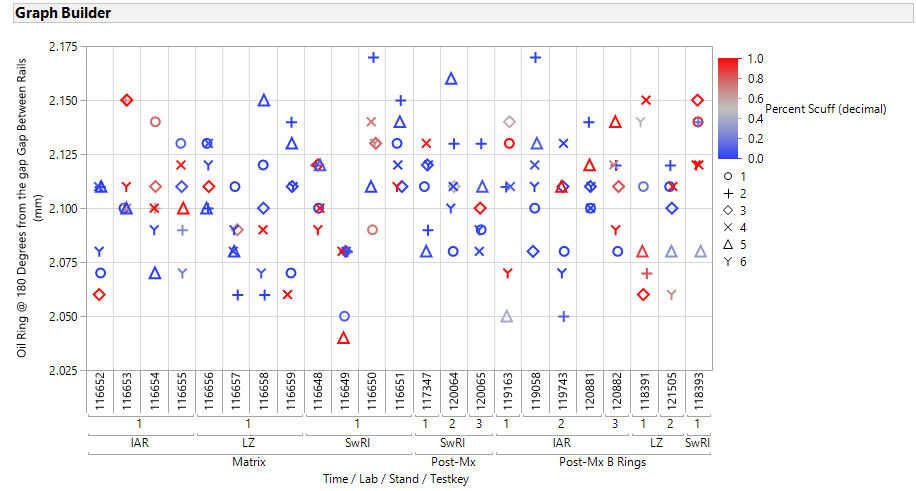 Graph Builder
2.175
2.150
2.125
2.100
2.075
2.050
2.025
Oil Ring @ 180 Degrees from the gap Gap Between Rails
(mm)
1.0
0.8
0.6
0.4
0.2
0.0
Percent Scuff (decimal)
1
2
3
4
5
6
116652 116653 116654 116655 116656 116657 116658 116659 116648 116649 116650 116651 117347 120064 120065 119163 119058 119743 120881 120882 118391 121505 118393
1 1 1 1 2 3 1 2 3 1 2 1
IAR LZ SwRI SwRI IAR LZ SwRI
Matrix Post-Mx Post-Mx B Rings
Time / Lab / Stand / Testkey